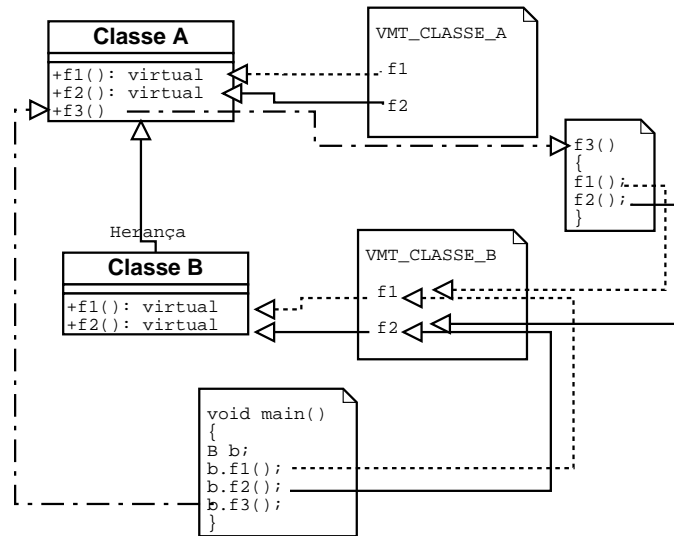 Classe A
+f1(): virtual
+f2(): virtual
+f3()
VMT_CLASSE_A
f1
f2
f3()
{
f1();
f2();
}
Herança
Classe B
+f1(): virtual
+f2(): virtual
VMT_CLASSE_B
f1
f2
void main()
{
B b;
b.f1();
b.f2();
b.f3();
}